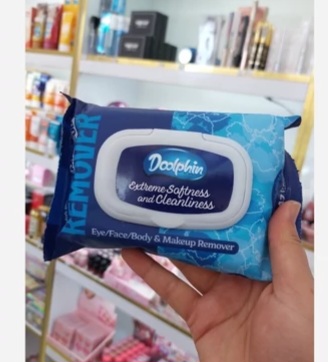 REMOVER
Doolphin
Extreme Softness
and Cleanliness
Eye/Face/Body & Makeup Remover